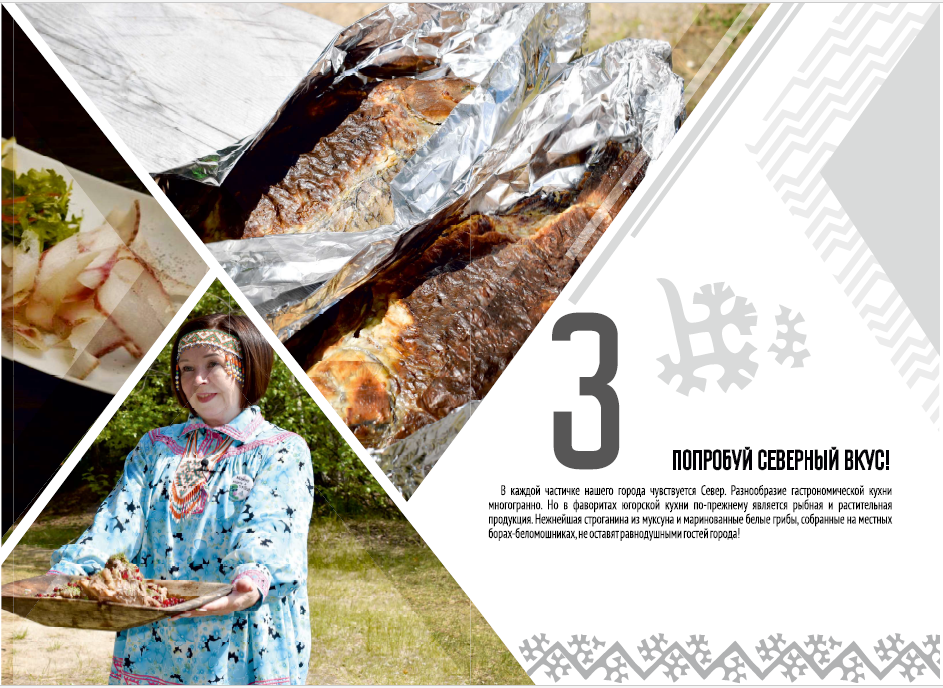 3
ПОПРОБУЙ СЕВЕРНЫЙ ВКУС!
В каждой частичке нашего города чувствуется Север. Разнообразие гастрономической кухни
многогранно. Но в фаворитах югорской кухни по-прежнему является рыбная и растительная
продукция. Нежнейшая строганина из муксуна и маринованные белые грибы, собранные на местных
борах-беломошниках, не оставят равнодушными гостей города!